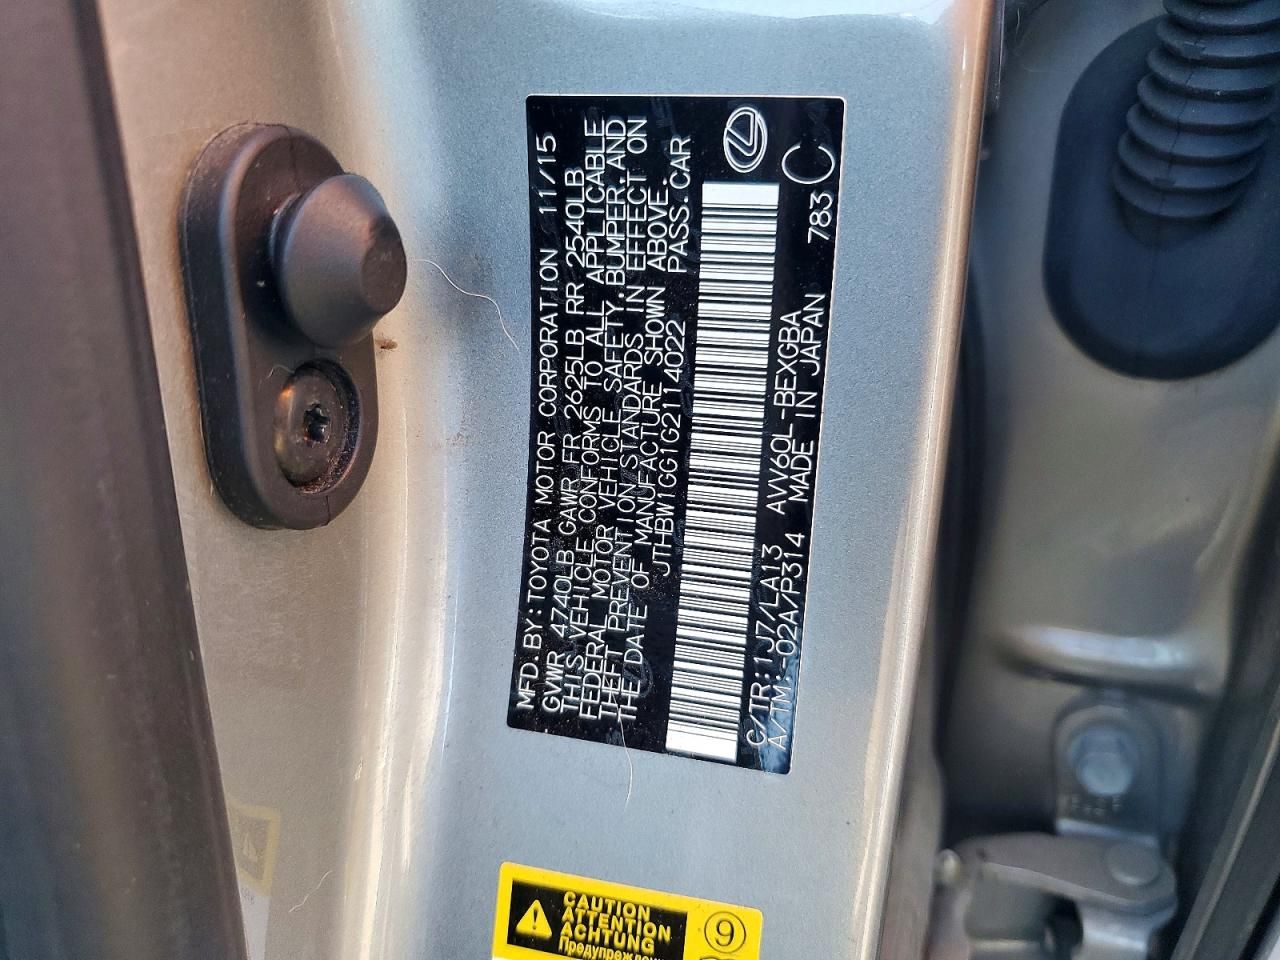 MFD. BY: TOYOTA MOTOR CORPORATION 11/15
GVWR 4740LB GAWR FR 2625LB RR 2540LB
THIS VEHICLE CONFORMS TO ALL APPLICABLE
FEDERAL MOTOR VEHICLE SAFETY, BUMPER, AND
THEFT PREVENTION STANDARDS IN EFFECT ON
THE DATE OF MANUFACTURE SHOWN ABOVE.
JTHBW1GG1G2114022 PASS.CAR
C/TR:1J7/LA13 AVV60L-BEXGBA
A/TM:-02A/P314 MADE IN JAPAN 783 C
CAUTION
ATTENTION
ACHTUNG
Предупреждени
9